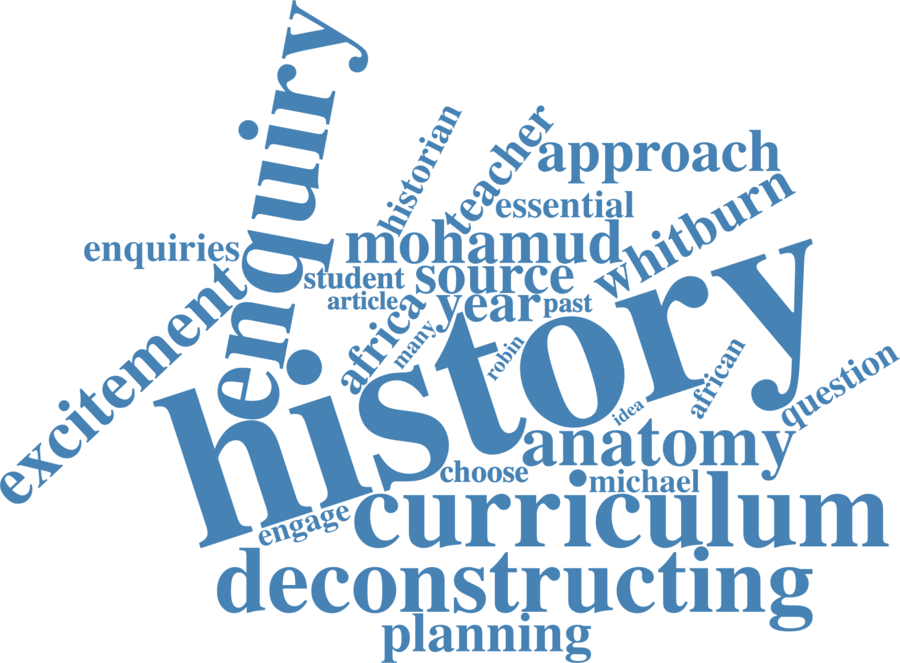 enquiry
historian
teacher
approach
essential
whitburn
enquiries
mohamud
student
source
article
year
past
excitement
africa
many
robin
history
african
question
idea
anatomy
choose
michael
engage
curriculum
deconstructing
planning